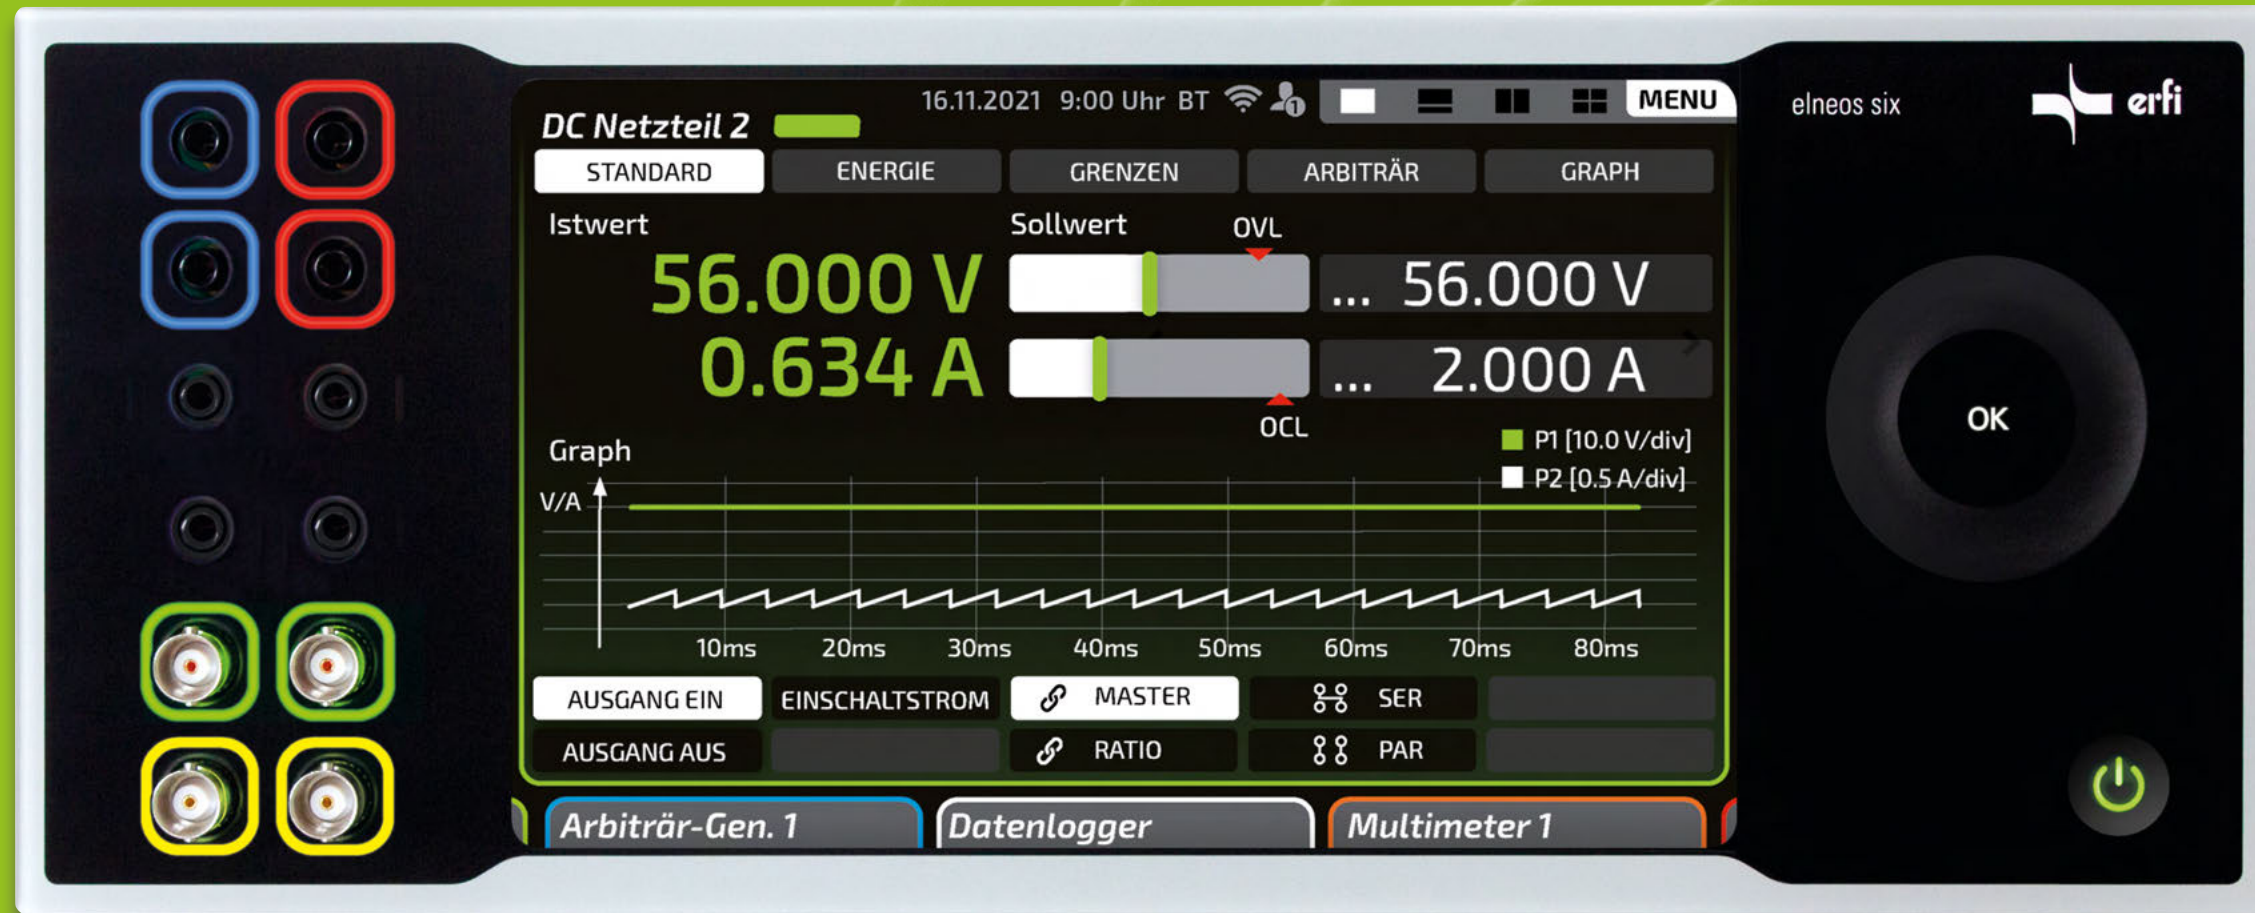 16.11.2021 9:00 Uhr BT 1 MENU
DC Netzteil 2
STANDARD ENERGIE GRENZEN ARBITRÄR GRAPH
Istwert Sollwert OVL
56.000 V ... 56.000 V
0.634 A ... 2.000 A
OCL
Graph
P1 [10.0 V/div]
P2 [0.5 A/div]
V/A
10ms 20ms 30ms 40ms 50ms 60ms 70ms 80ms
AUSGANG EIN EINSCHALTSTROM MASTER SER
AUSGANG AUS RATIO PAR
Arbiträr-Gen. 1 Datenlogger Multimeter 1
elneos six erfi
OK